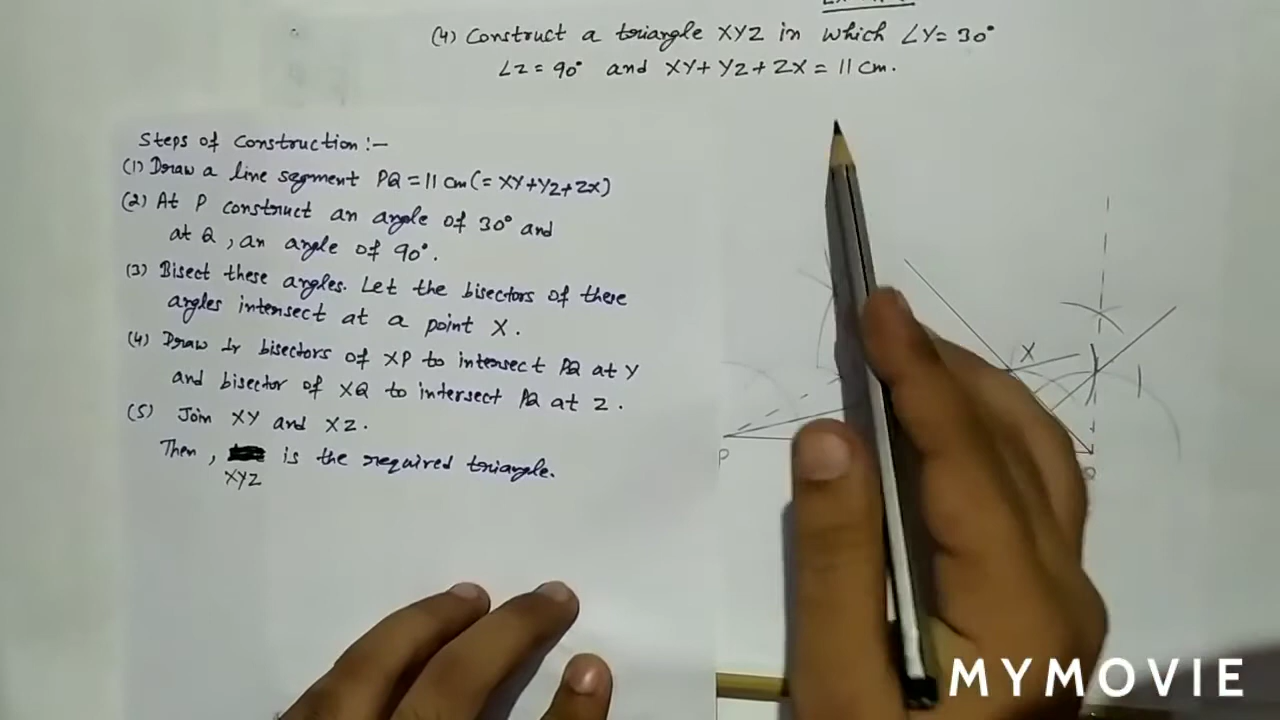 (4) Construct a triangle XYZ in which ∠Y = 30°
∠Z = 90° and XY + YZ + ZX = 11 cm.
Steps of Construction :-
(1) Draw a line segment PQ = 11 cm (= XY+YZ+ZX)
(2) At P construct an angle of 30° and
at Q, an angle of 90°.
(3) Bisect these angles. Let the bisectors of these
angles intersect at a point X.
(4) Draw ⊥r bisectors of XP to intersect PQ at Y
and bisector of XQ to intersect PQ at Z.
(5) Join XY and XZ.
Then, is the required triangle.
XYZ
X
P
Q
MYMOVIE